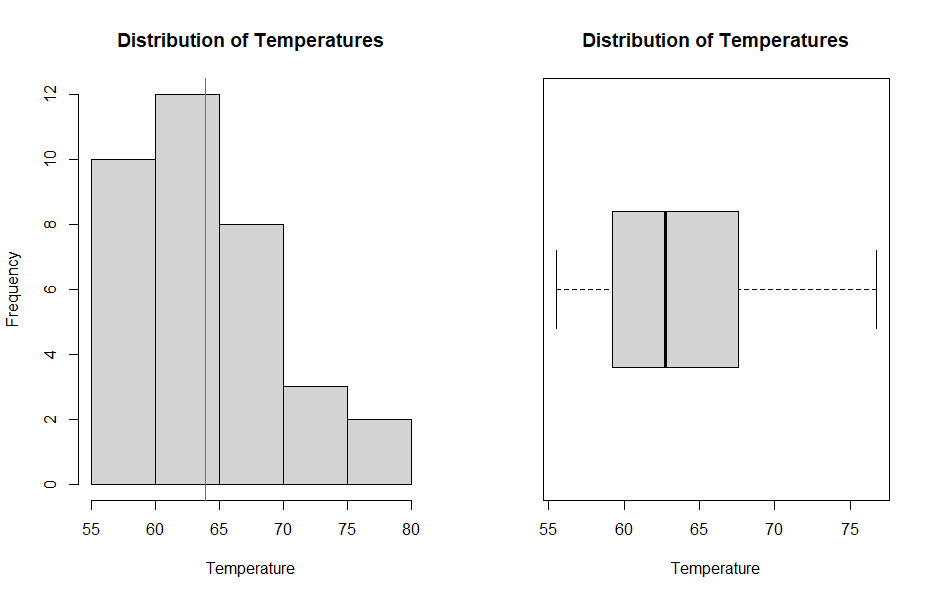 Distribution of Temperatures
Frequency
12
10
8
6
4
2
0
55 60 65 70 75 80
Temperature
Distribution of Temperatures
55 60 65 70 75
Temperature